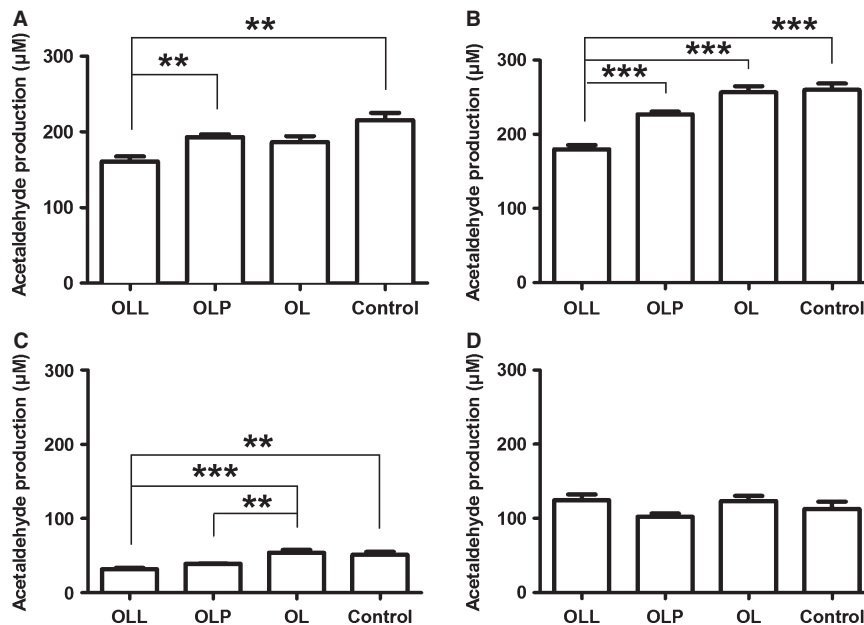 A
Acetaldehyde production (µM)
300
200
100
0
**
**
OLL OLP OL Control
B
Acetaldehyde production (µM)
300
200
100
0
***
***
***
OLL OLP OL Control
C
Acetaldehyde production (µM)
300
200
100
0
**
***
**
OLL OLP OL Control
D
Acetaldehyde production (µM)
300
200
100
0
OLL OLP OL Control